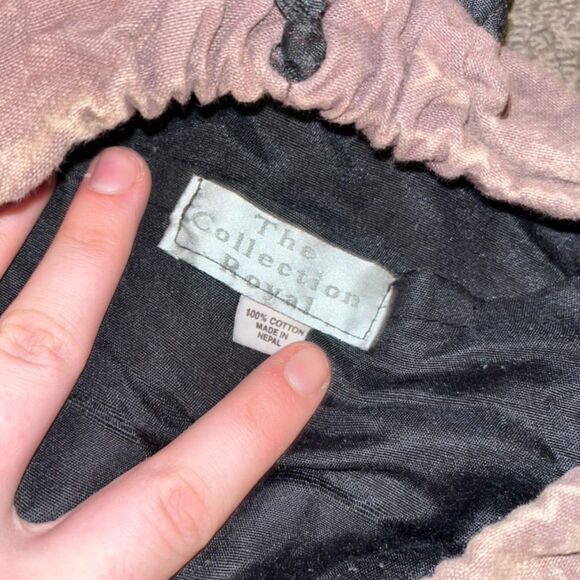 The
Collection
Royal
100% COTTON
MADE IN
NEPAL